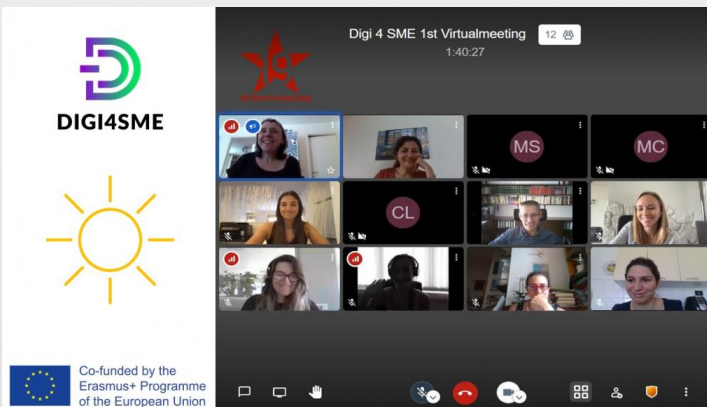 DIGI4SME
Co-funded by the
Erasmus+ Programme
of the European Union
Digi 4 SME 1st Virtualmeeting
12
1:40:27
MS
MC
CL